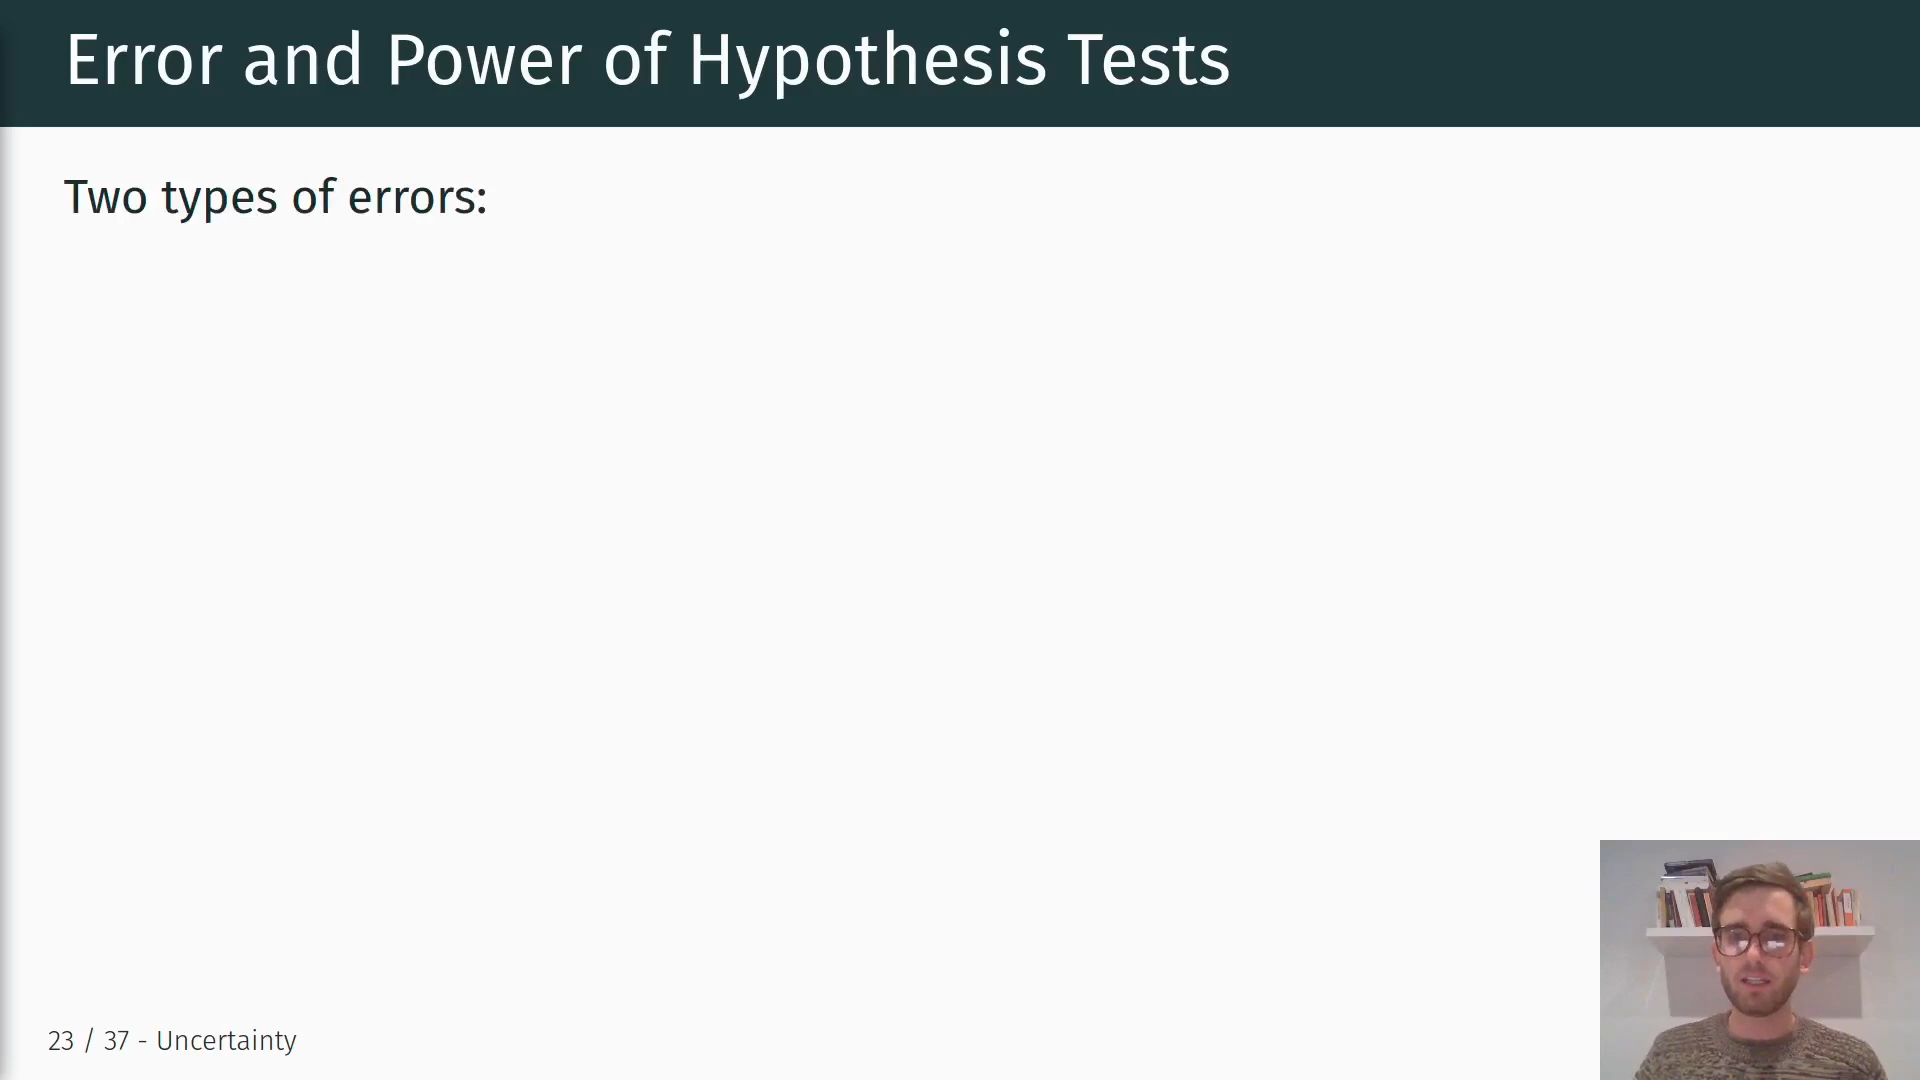 Error and Power of Hypothesis Tests
Two types of errors:
23 / 37 - Uncertainty